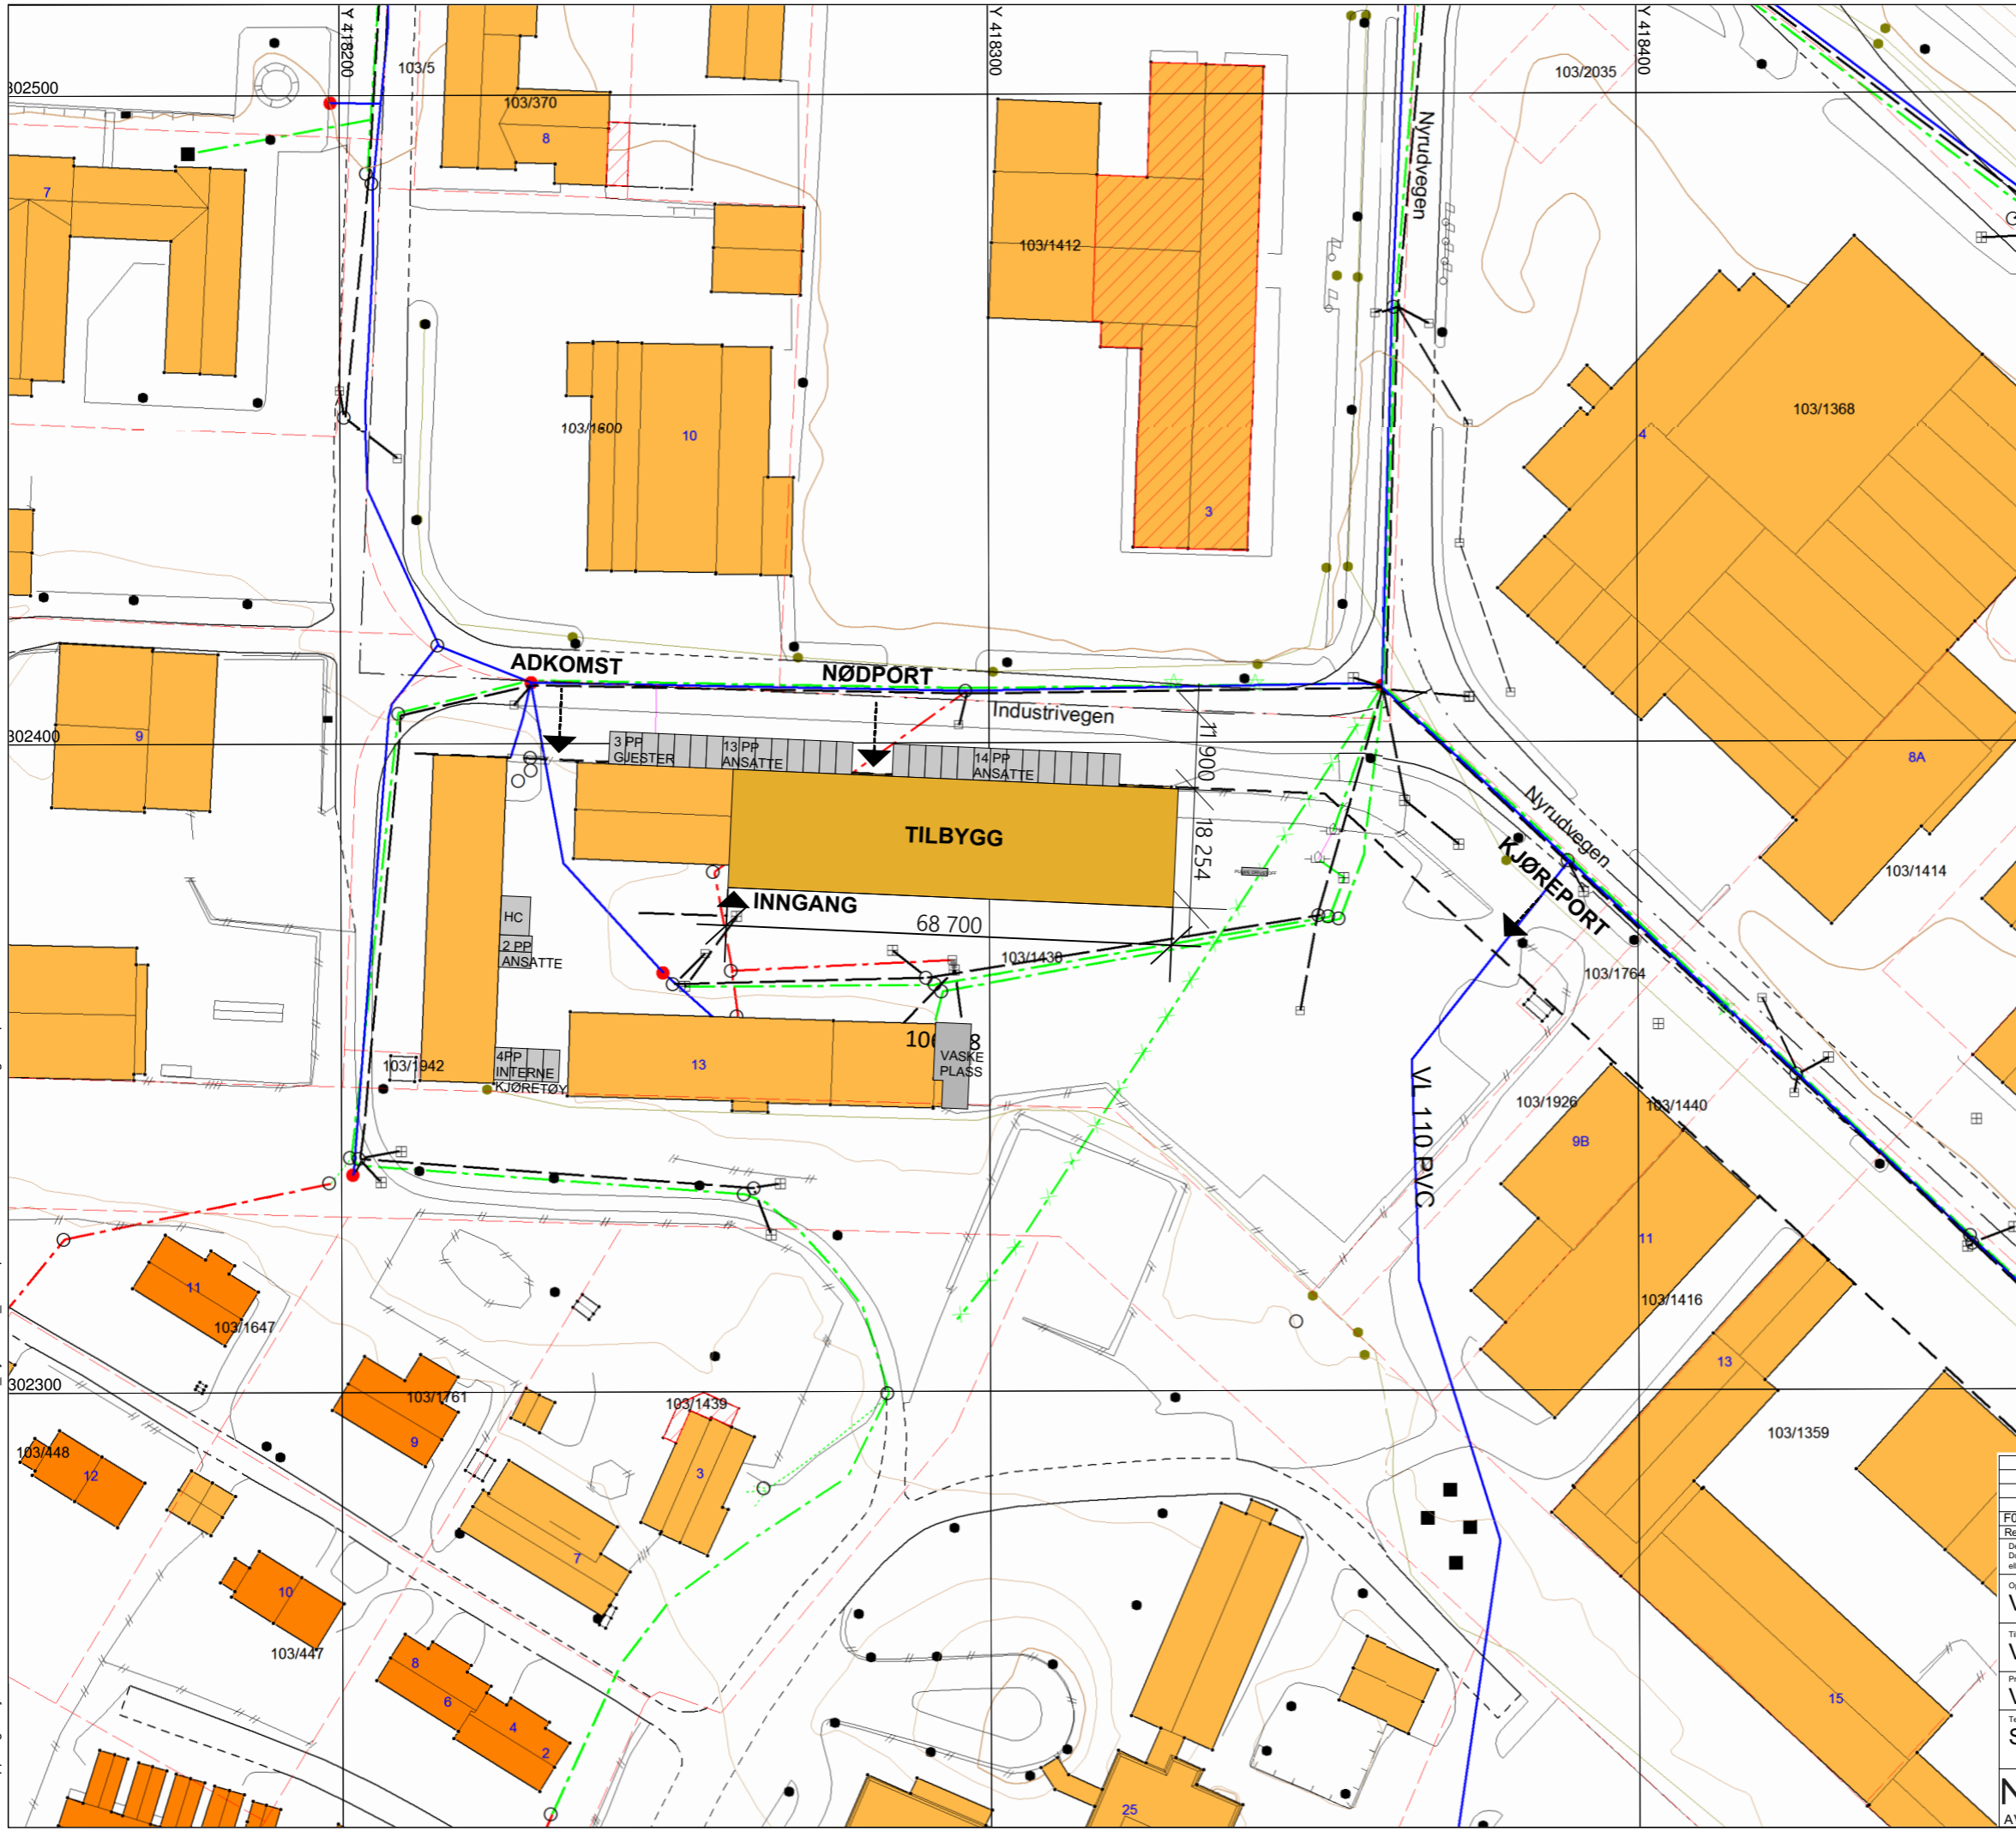 Y 418200
Y 418300
Y 418400
302500
103/5
103/370
8
7
103/2035
Nyrudvegen
103/1412
103/1600
10
3
103/1368
4
ADKOMST
NØDPORT
Industrivegen
302400
9
3 PP
GJESTER
13 PP
ANSATTE
14 PP
ANSATTE
11 900
8A
TILBYGG
18 254
Nyrudvegen
KJØREPORT
103/1414
HC
INNGANG
68 700
2 PP
ANSATTE
103/1438
103/1764
103/1942
4PP
INTERNE
KJØRETØY
13
VASKE
PLASS
VL 110 PVC
103/1926
103/1440
9B
11
11
103/1416
103/1647
13
302300
103/1761
103/1439
103/1359
9
103/448
12
3
7
10
103/447
8
6
4
2
15
25